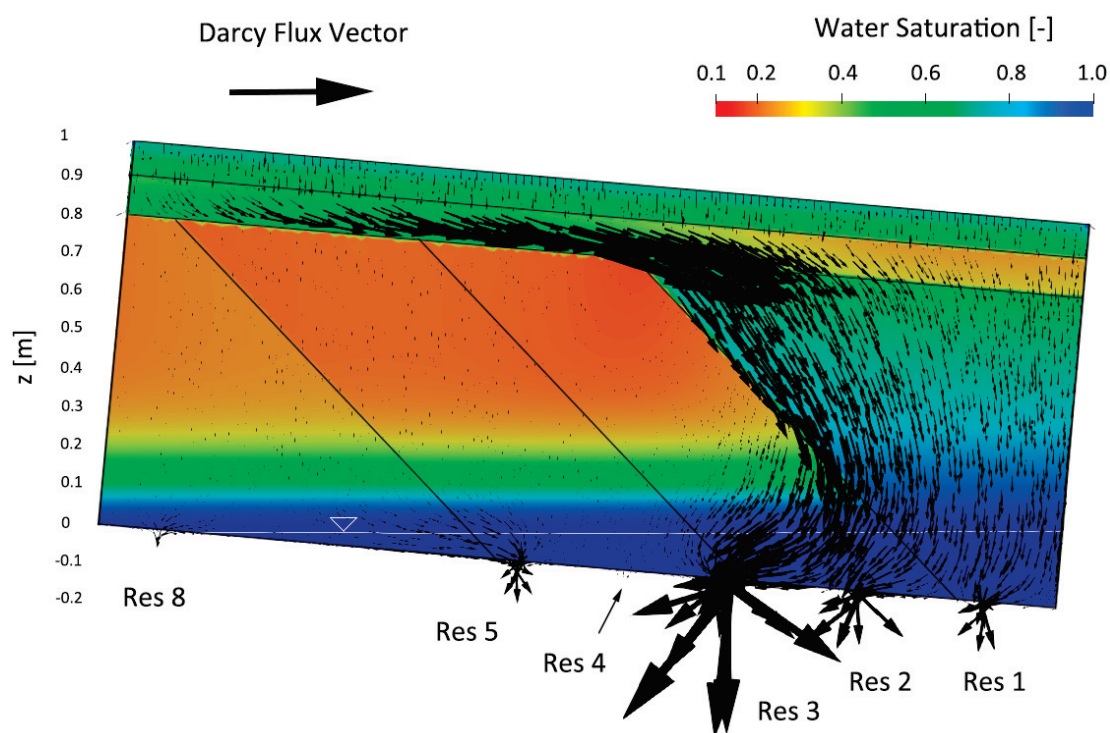 Darcy Flux Vector
Water Saturation [-]
0.1 0.2 0.4 0.6 0.8 1.0
1
0.9
0.8
0.7
0.6
0.5
0.4
0.3
0.2
0.1
0
-0.1
-0.2
z [m]
Res 8
Res 5
Res 4
Res 3
Res 2
Res 1